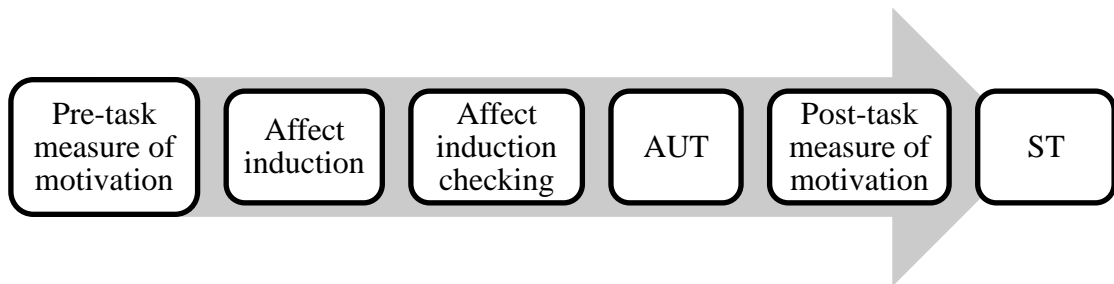 Pre-task
measure of
motivation
Affect
induction
Affect
induction
checking
AUT
Post-task
measure of
motivation
ST